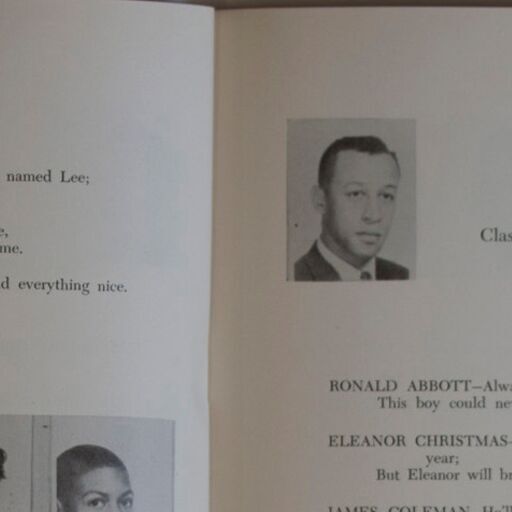 named Lee;
me.
everything nice.
Clas
RONALD ABBOTT—Alwa
This boy could ne
ELEANOR CHRISTMAS—
year;
But Eleanor will br
JAMES COLEMAN